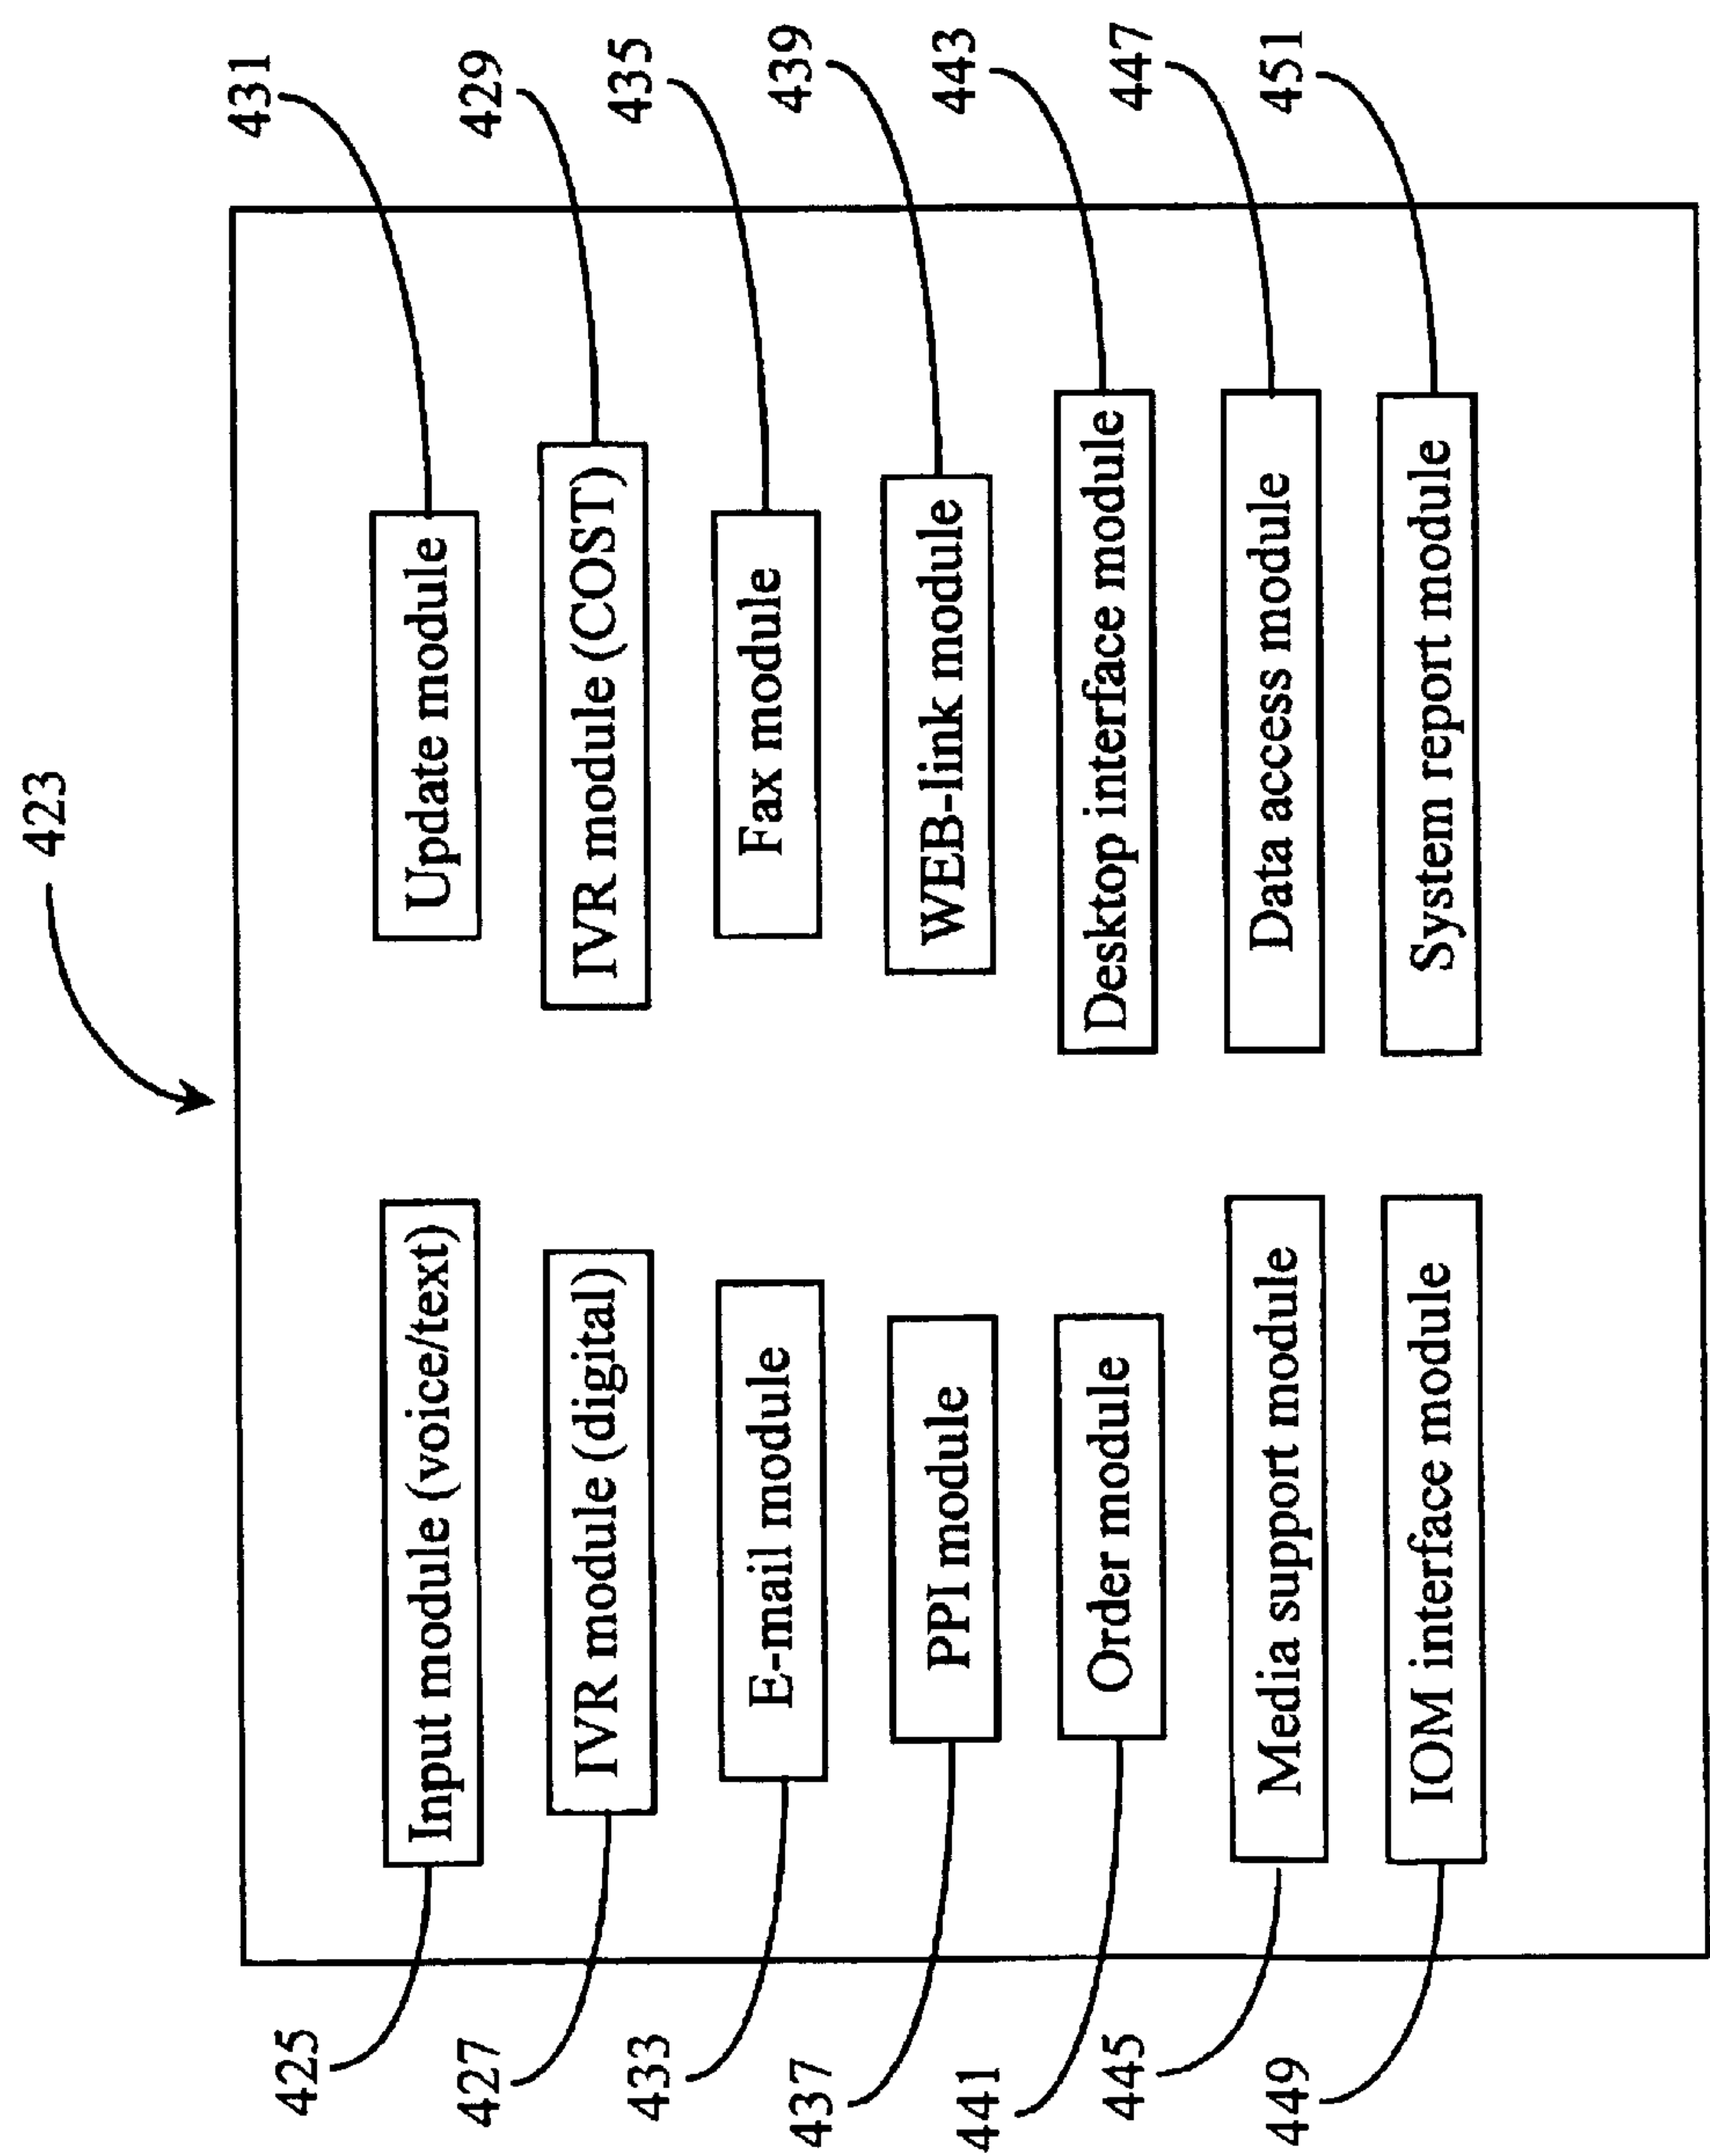 423
425
Input module (voice/text)
Update module
431
427
IVR module (digital)
IVR module (COST)
429
433
E-mail module
Fax module
435
437
PPI module
WEB-link module
439
441
Order module
Desktop interface module
443
445
Media support module
Data access module
447
449
IOM interface module
System report module
451